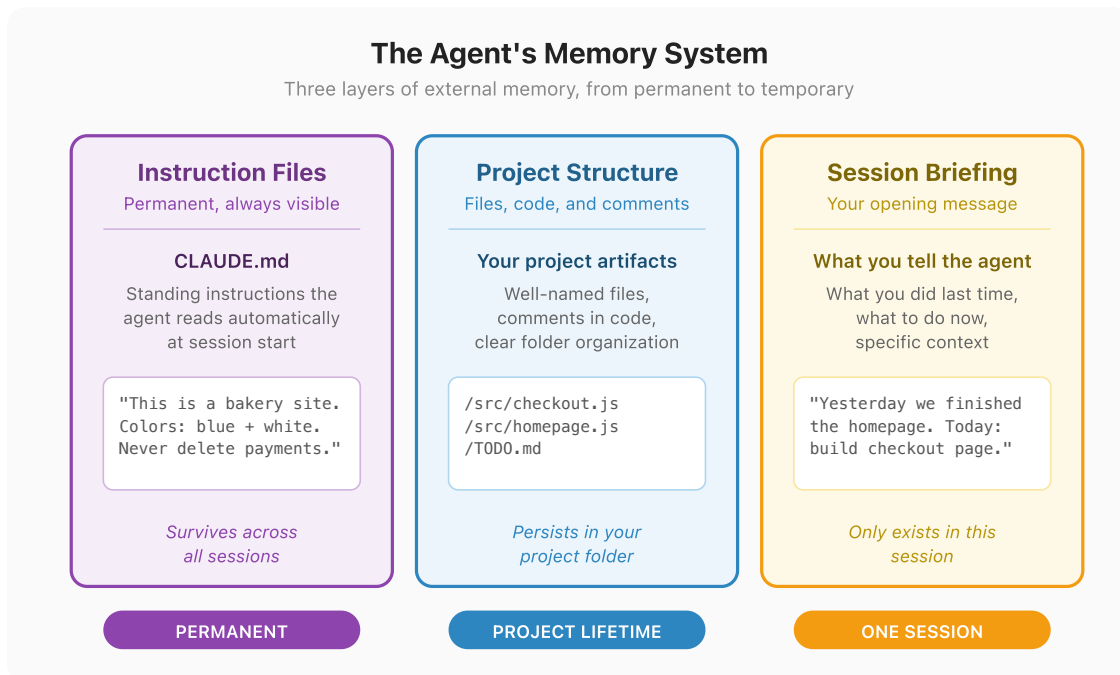 The Agent's Memory System
Three layers of external memory, from permanent to temporary
Instruction Files
Permanent, always visible
CLAUDE.md
Standing instructions the
agent reads automatically
at session start
"This is a bakery site.
Colors: blue + white.
Never delete payments."
Survives across
all sessions
PERMANENT
Project Structure
Files, code, and comments
Your project artifacts
Well-named files,
comments in code,
clear folder organization
/src/checkout.js
/src/homepage.js
/TODO.md
Persists in your
project folder
PROJECT LIFETIME
Session Briefing
Your opening message
What you tell the agent
What you did last time,
what to do now,
specific context
"Yesterday we finished
the homepage. Today:
build checkout page."
Only exists in this
session
ONE SESSION